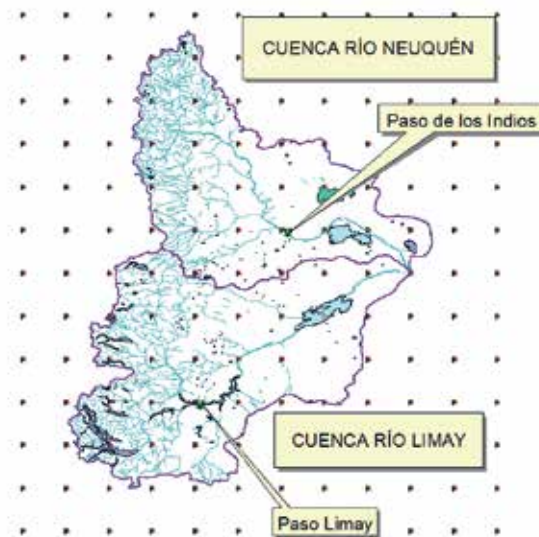 CUENCA RÍO NEUQUÉN
Paso de los Indios
CUENCA RÍO LIMAY
Paso Limay